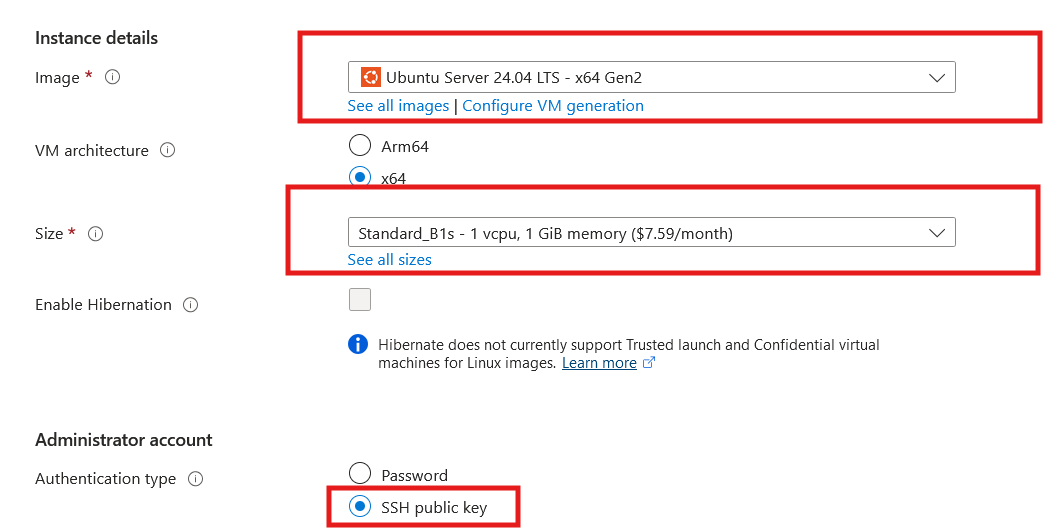 Instance details
Image *
Ubuntu Server 24.04 LTS - x64 Gen2
See all images | Configure VM generation
VM architecture
Arm64
x64
Size *
Standard_B1s - 1 vcpu, 1 GiB memory ($7.59/month)
See all sizes
Enable Hibernation
Hibernate does not currently support Trusted launch and Confidential virtual
machines for Linux images. Learn more
Administrator account
Authentication type
Password
SSH public key